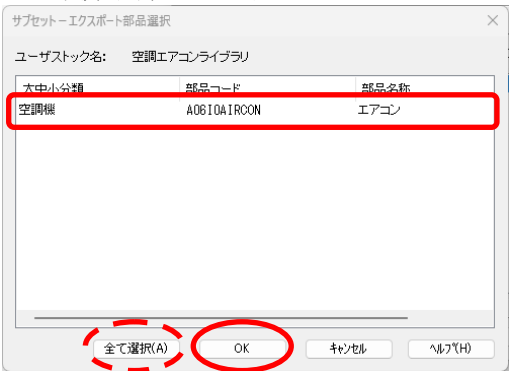 サブセット－エクスポート部品選択
ユーザストック名: 空調エアコンライブラリ
大中小分類 部品コード 部品名称
空調機 A0610AIRCON エアコン
全て選択(A) OK キャンセル ヘルプ(H)